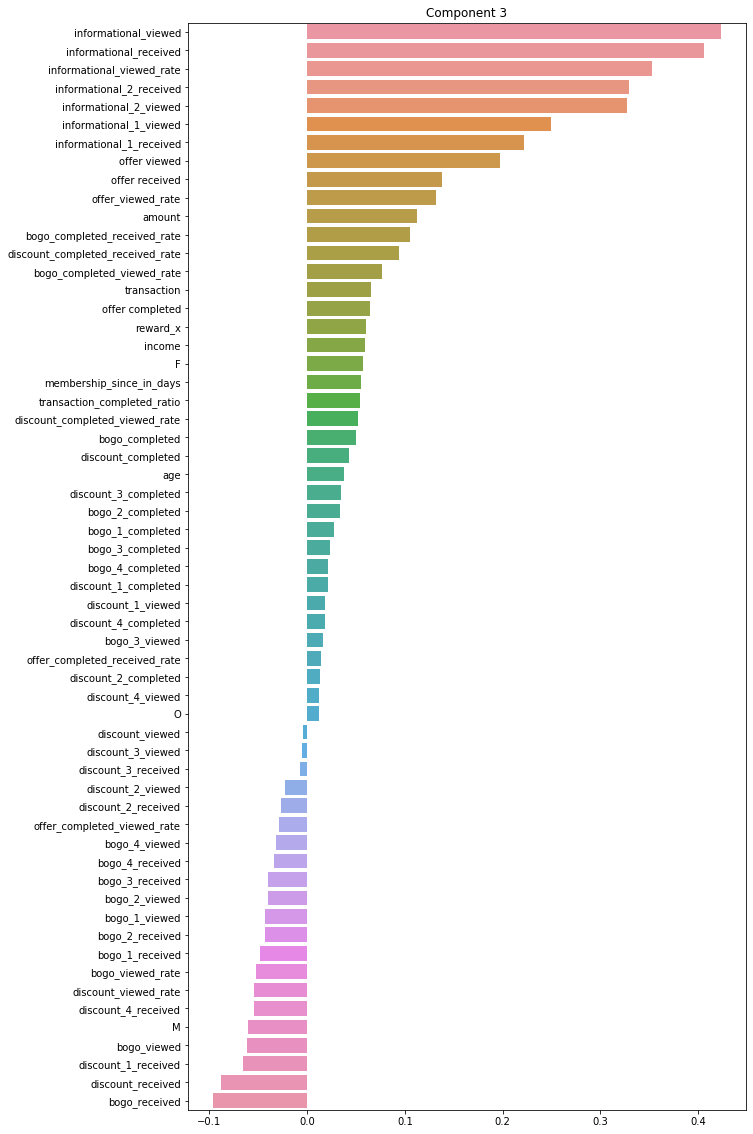 Component 3
informational_viewed
informational_received
informational_viewed_rate
informational_2_received
informational_2_viewed
informational_1_viewed
informational_1_received
offer viewed
offer received
offer_viewed_rate
amount
bogo_completed_received_rate
discount_completed_received_rate
bogo_completed_viewed_rate
transaction
offer completed
reward_x
income
F
membership_since_in_days
transaction_completed_ratio
discount_completed_viewed_rate
bogo_completed
discount_completed
age
discount_3_completed
bogo_2_completed
bogo_1_completed
bogo_3_completed
bogo_4_completed
discount_1_completed
discount_1_viewed
discount_4_completed
bogo_3_viewed
offer_completed_received_rate
discount_2_completed
discount_4_viewed
O
discount_viewed
discount_3_viewed
discount_3_received
discount_2_viewed
discount_2_received
offer_completed_viewed_rate
bogo_4_viewed
bogo_4_received
bogo_3_received
bogo_2_viewed
bogo_1_viewed
bogo_2_received
bogo_1_received
bogo_viewed_rate
discount_viewed_rate
discount_4_received
M
bogo_viewed
discount_1_received
discount_received
bogo_received
−0.1 0.0 0.1 0.2 0.3 0.4